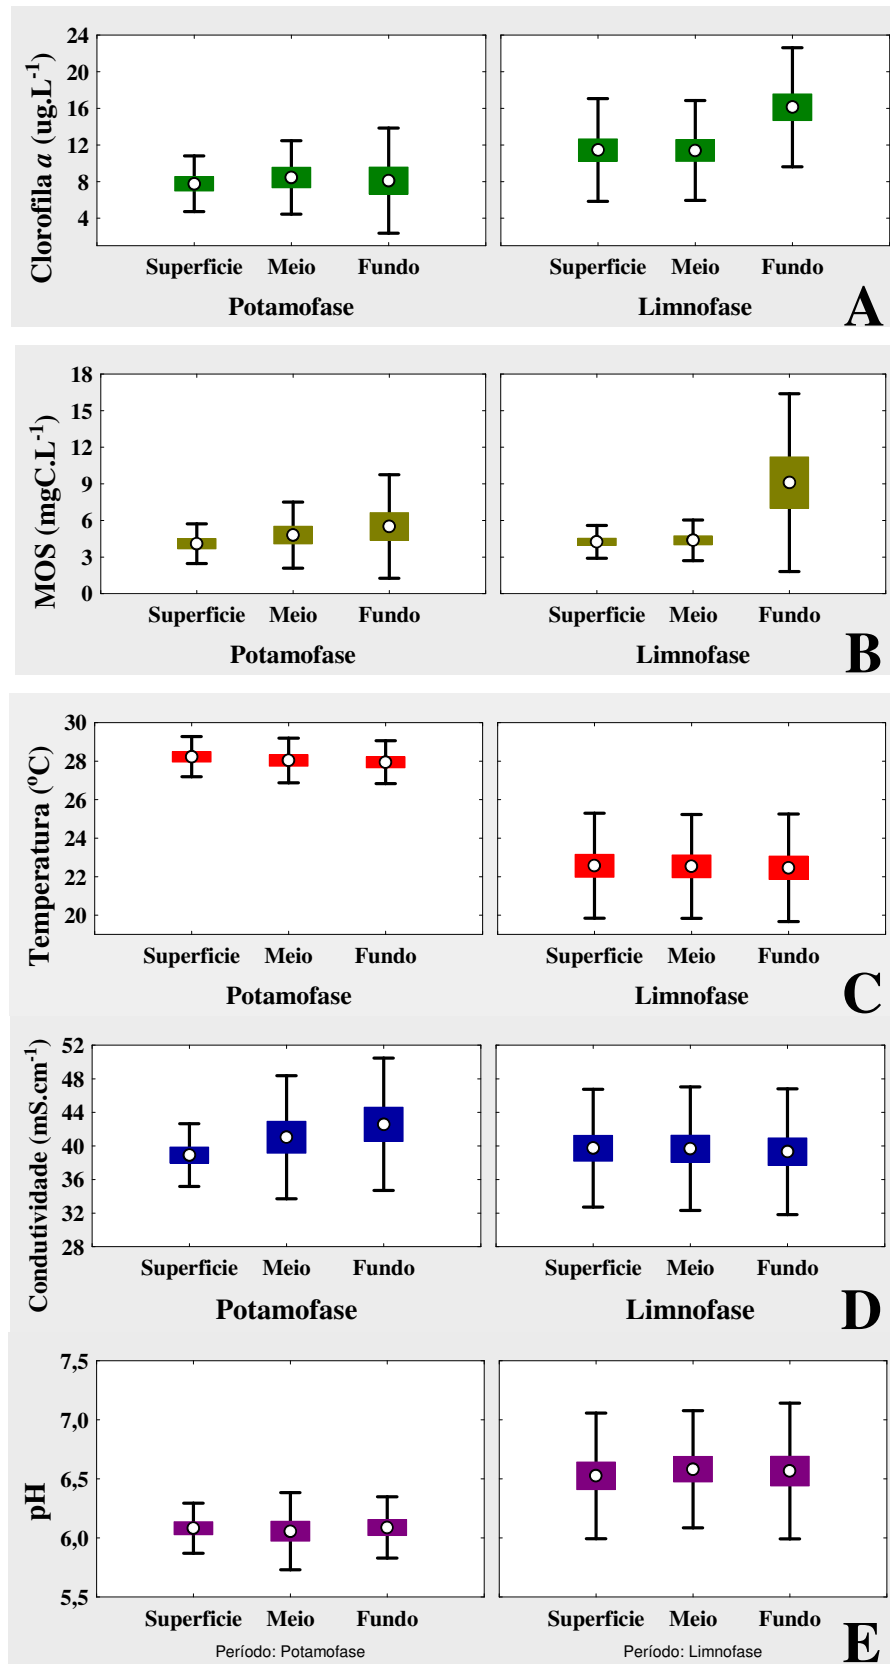 Clorofila a (ug.L-1)
24
20
16
12
8
4
Superficie Meio Fundo
Superficie Meio Fundo
Potamofase
Limnofase
A
MOS (mgC.L-1)
18
15
12
9
6
3
0
Superficie Meio Fundo
Superficie Meio Fundo
Potamofase
Limnofase
B
Temperatura (ºC)
30
28
26
24
22
20
Superficie Meio Fundo
Superficie Meio Fundo
Potamofase
Limnofase
C
Condutividade (mS.cm-1)
52
48
44
40
36
32
28
Superficie Meio Fundo
Superficie Meio Fundo
Potamofase
Limnofase
D
pH
7,5
7,0
6,5
6,0
5,5
Superficie Meio Fundo
Superficie Meio Fundo
Período: Potamofase
Período: Limnofase
E